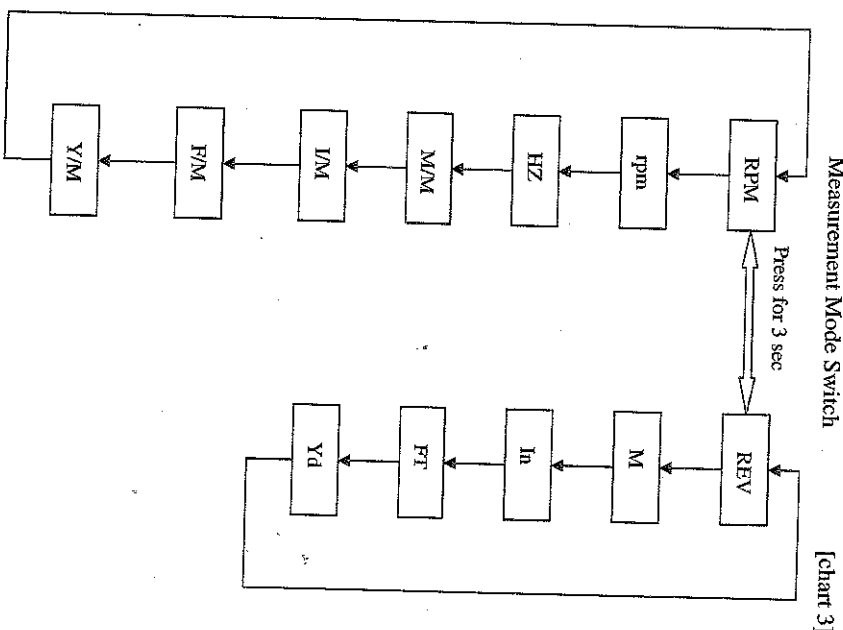 Measurement Mode Switch [chart 3]
Press for 3 sec
RPM
rpm
HZ
M/M
I/M
F/M
Y/M
REV
M
In
FT
Yd